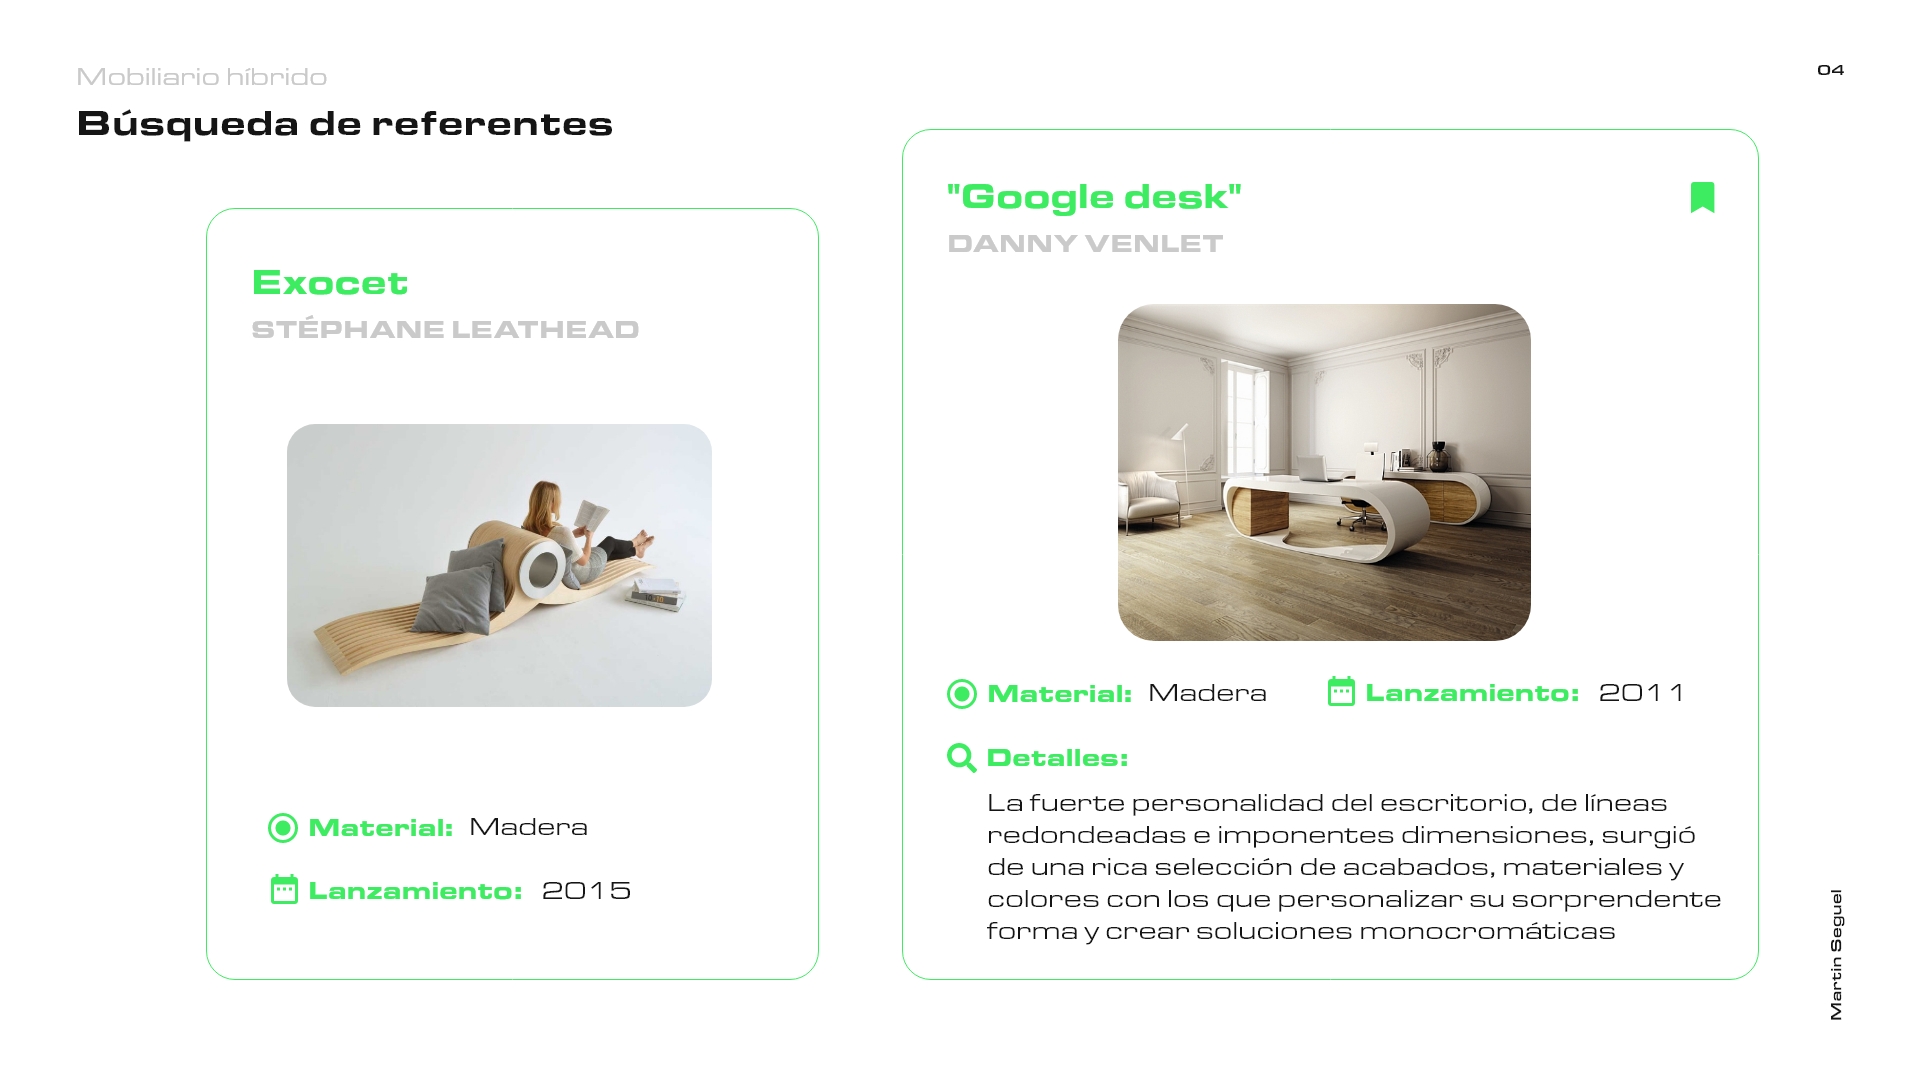 Mobiliario híbrido
Búsqueda de referentes
04
Exocet
STÉPHANE LEATHEAD
Material: Madera
Lanzamiento: 2015
"Google desk"
DANNY VENLET
Material: Madera
Lanzamiento: 2011
Detalles:
La fuerte personalidad del escritorio, de líneas
redondeadas e imponentes dimensiones, surgió
de una rica selección de acabados, materiales y
colores con los que personalizar su sorprendente
forma y crear soluciones monocromáticas
Martin Seguel